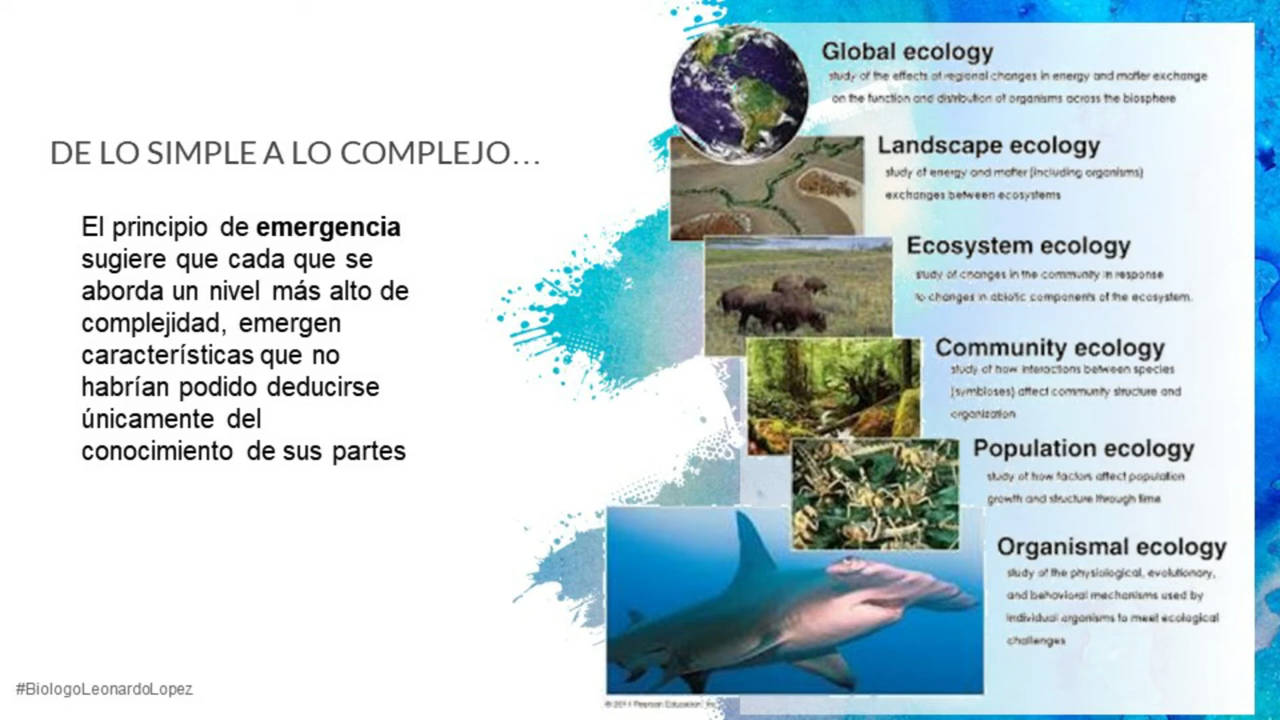 DE LO SIMPLE A LO COMPLEJO…
El principio de emergencia
sugiere que cada que se
aborda un nivel más alto de
complejidad, emergen
características que no
habrían podido deducirse
únicamente del
conocimiento de sus partes
#BiologoLeonardoLopez
Global ecology
study of the effects of regional changes in energy and matter exchange
on the function and distribution of organisms across the biosphere
Landscape ecology
study of energy and matter (including organisms)
exchanges between ecosystems
Ecosystem ecology
study of changes in the community in response
to changes in abiotic components of the ecosystem.
Community ecology
study of how interactions between species
(symbioses) affect community structure and
organization
Population ecology
study of how factors affect population
growth and structure through time
Organismal ecology
study of the physiological, evolutionary,
and behavioral mechanisms used by
individual organisms to meet ecological
challenges
© 2011 Pearson Education, Inc.